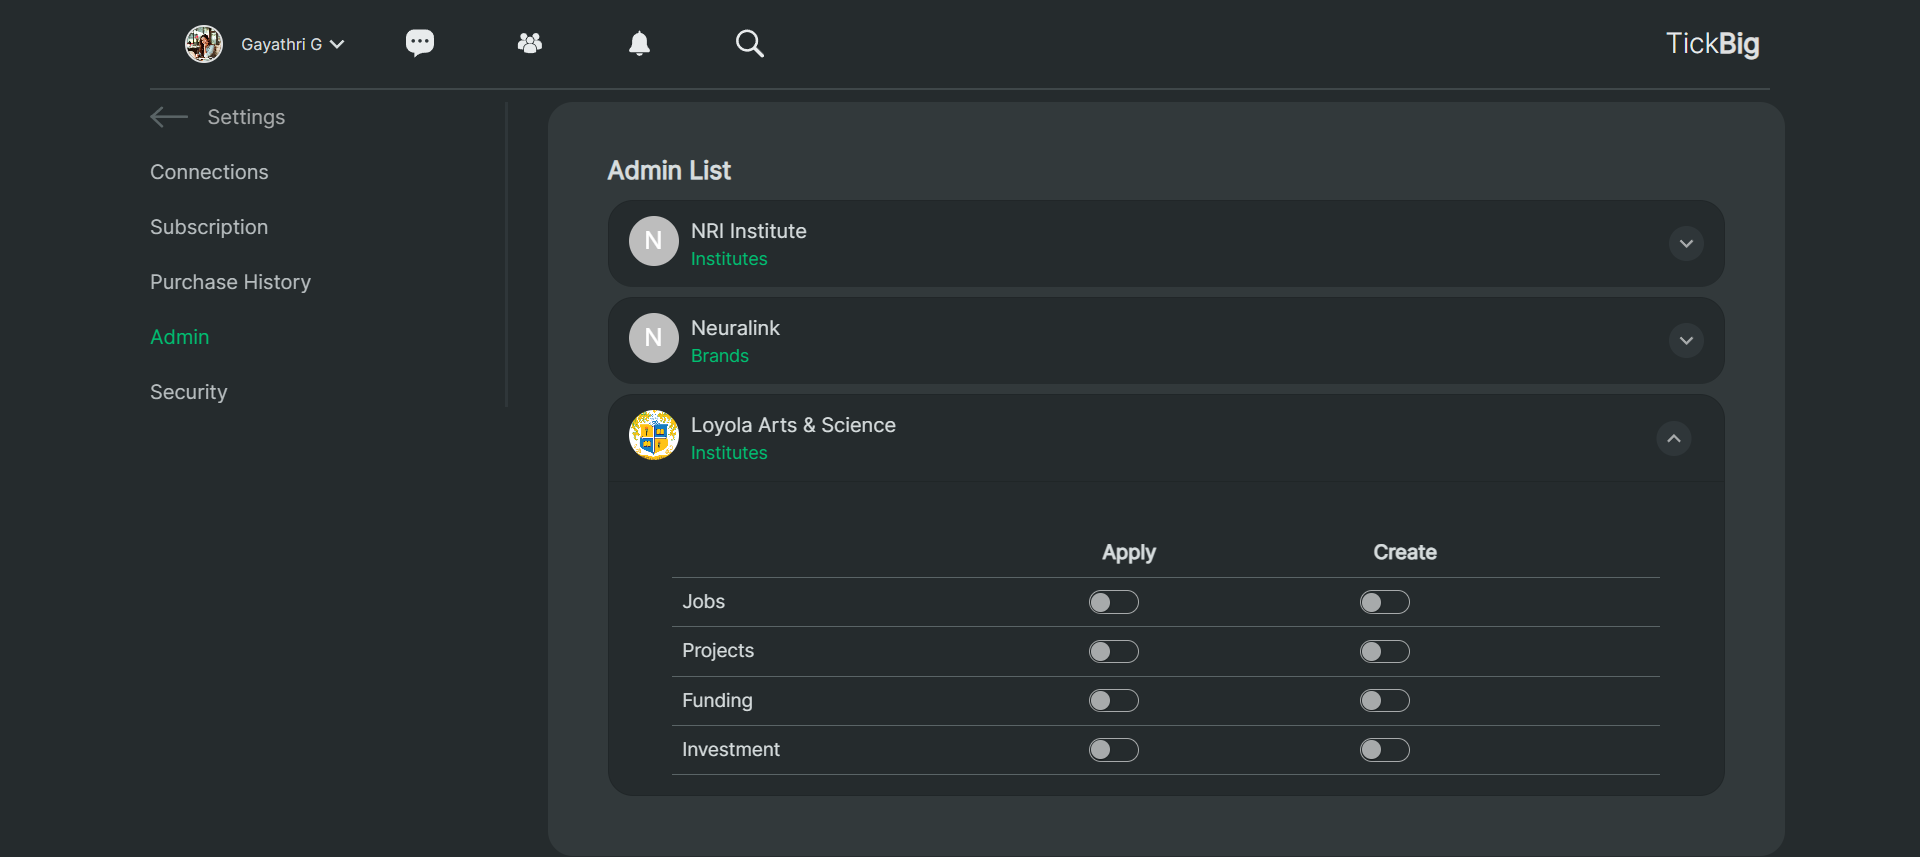 Gayathri G
TickBig
Settings
Connections
Subscription
Purchase History
Admin
Security
Admin List
N
NRI Institute
Institutes
N
Neuralink
Brands
Loyola Arts & Science
Institutes
Apply Create
Jobs
Projects
Funding
Investment